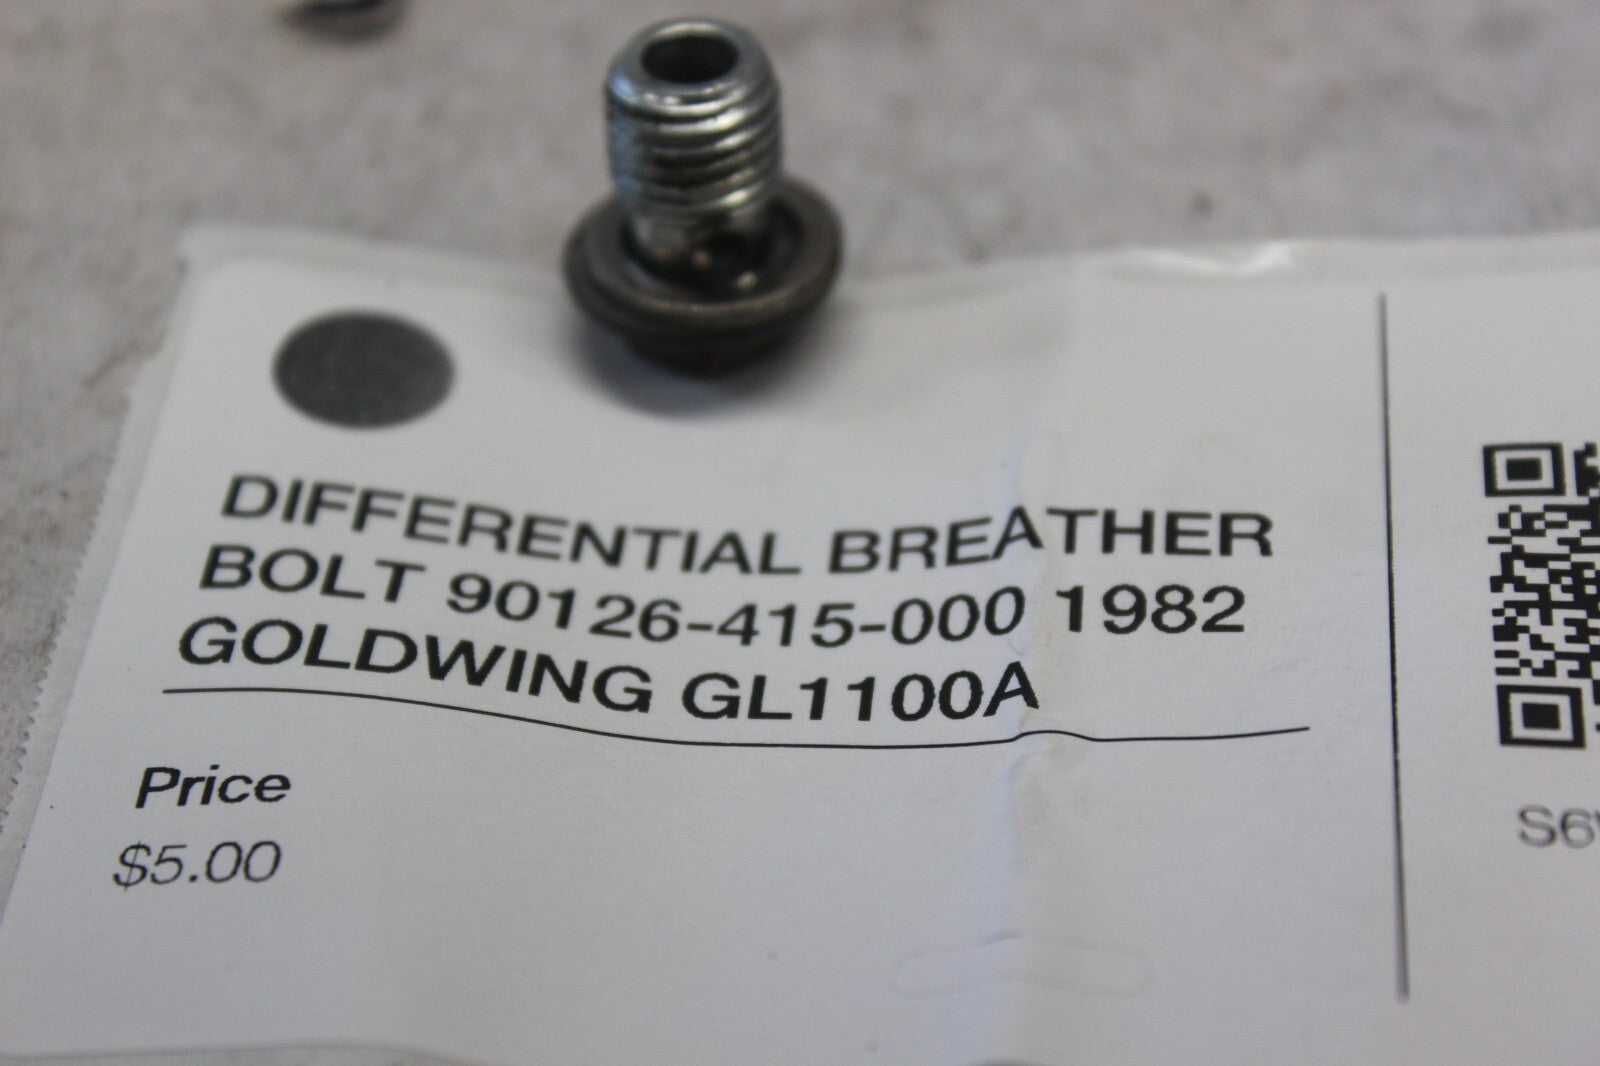 DIFFERENTIAL BREATHER
BOLT 90126-415-000 1982
GOLDWING GL1100A
Price
$5.00